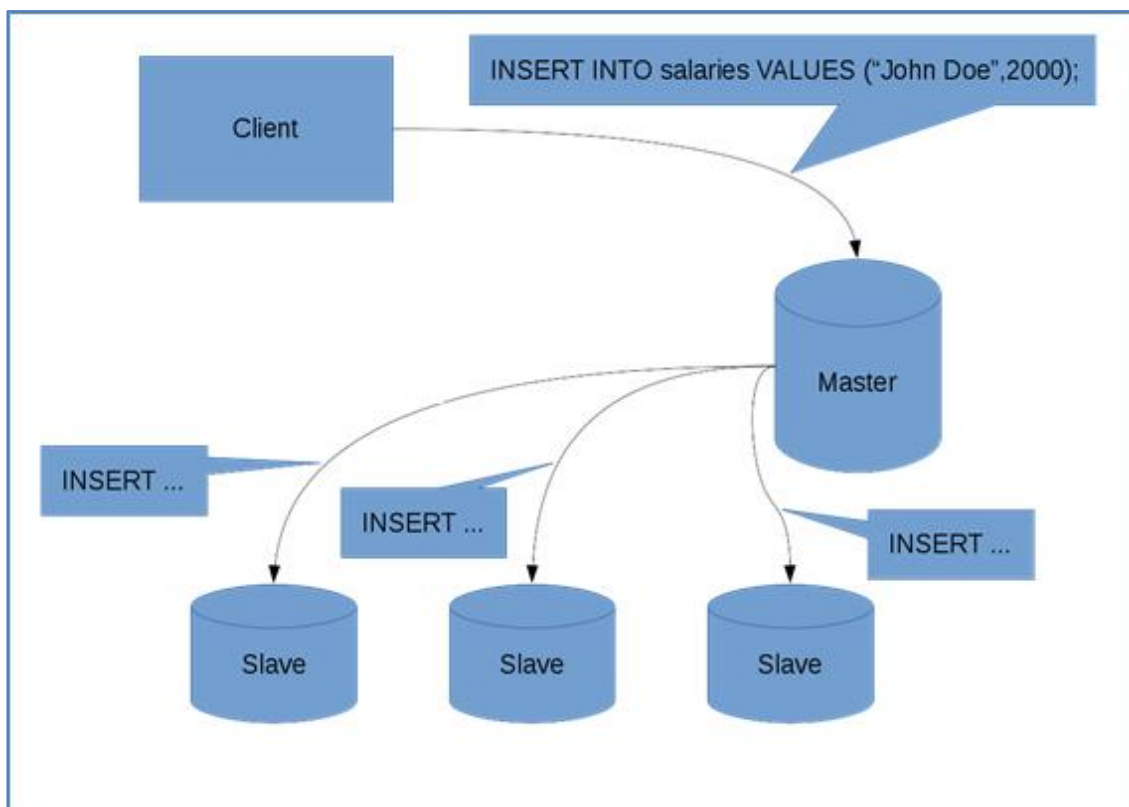 INSERT INTO salaries VALUES (“John Doe”,2000);
Client
Master
INSERT ...
INSERT ...
INSERT ...
Slave
Slave
Slave